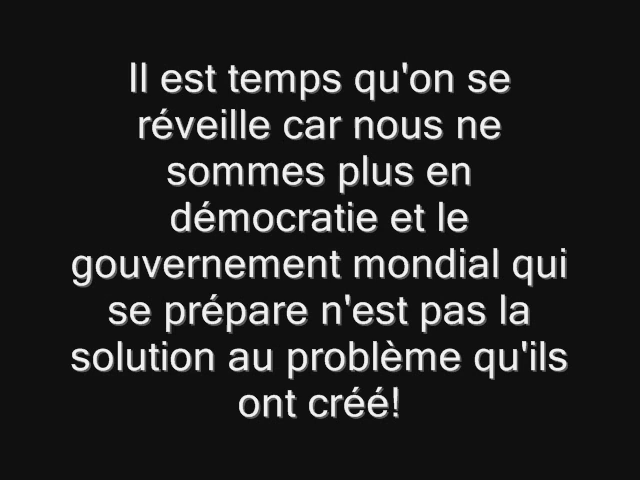 Il est temps qu'on se
réveille car nous ne
sommes plus en
démocratie et le
gouvernement mondial qui
se prépare n'est pas la
solution au problème qu'ils
ont créé!